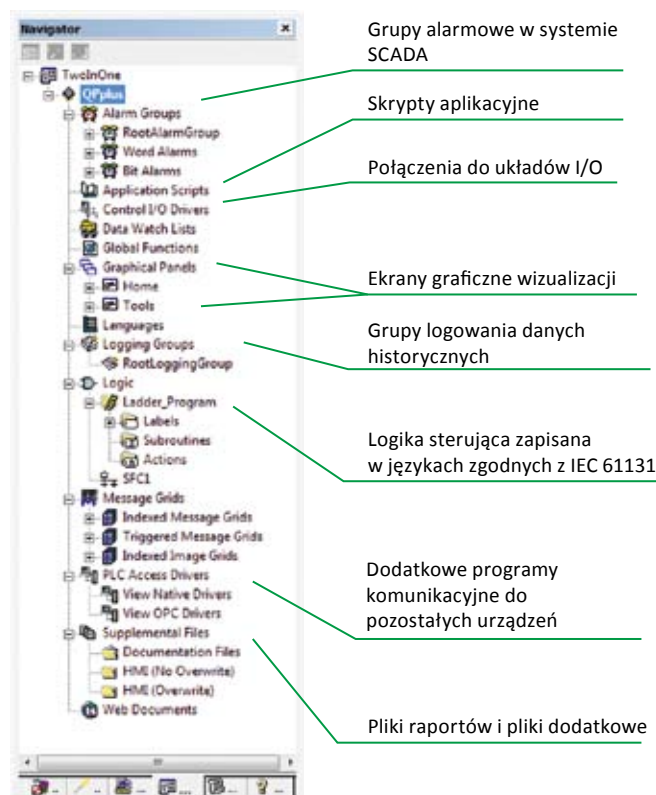 Navigator
TwoInOne
QPplus
Alarm Groups
RootAlarmGroup
Word Alarms
Bit Alarms
Application Scripts
Control I/O Drivers
Data Watch Lists
Global Functions
Graphical Panels
Home
Tools
Languages
Logging Groups
RootLoggingGroup
Logic
Ladder_Program
Labels
Subroutines
Actions
SFC1
Message Grids
Indexed Message Grids
Triggered Message Grids
Indexed Image Grids
PLC Access Drivers
View Native Drivers
View OPC Drivers
Supplemental Files
Documentation Files
HMI (No Overwrite)
HMI (Overwrite)
Web Documents
Grupy alarmowe w systemie
SCADA
Skrypty aplikacyjne
Połączenia do układów I/O
Ekrany graficzne wizualizacji
Grupy logowania danych
historycznych
Logika sterująca zapisana
w językach zgodnych z IEC 61131
Dodatkowe programy
komunikacyjne do
pozostałych urządzeń
Pliki raportów i pliki dodatkowe